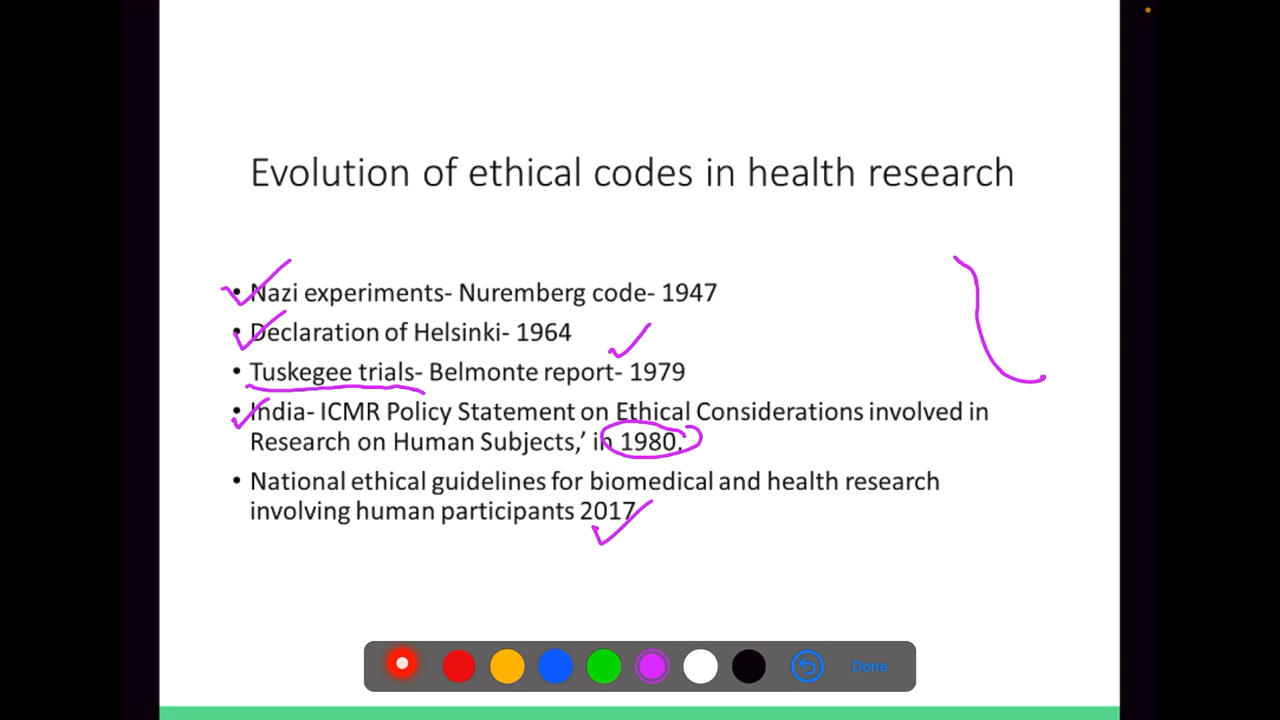 Evolution of ethical codes in health research
• Nazi experiments- Nuremberg code- 1947
• Declaration of Helsinki- 1964
• Tuskegee trials- Belmonte report- 1979
• India- ICMR Policy Statement on Ethical Considerations involved in
Research on Human Subjects,’ in 1980.
• National ethical guidelines for biomedical and health research
involving human participants 2017
Done